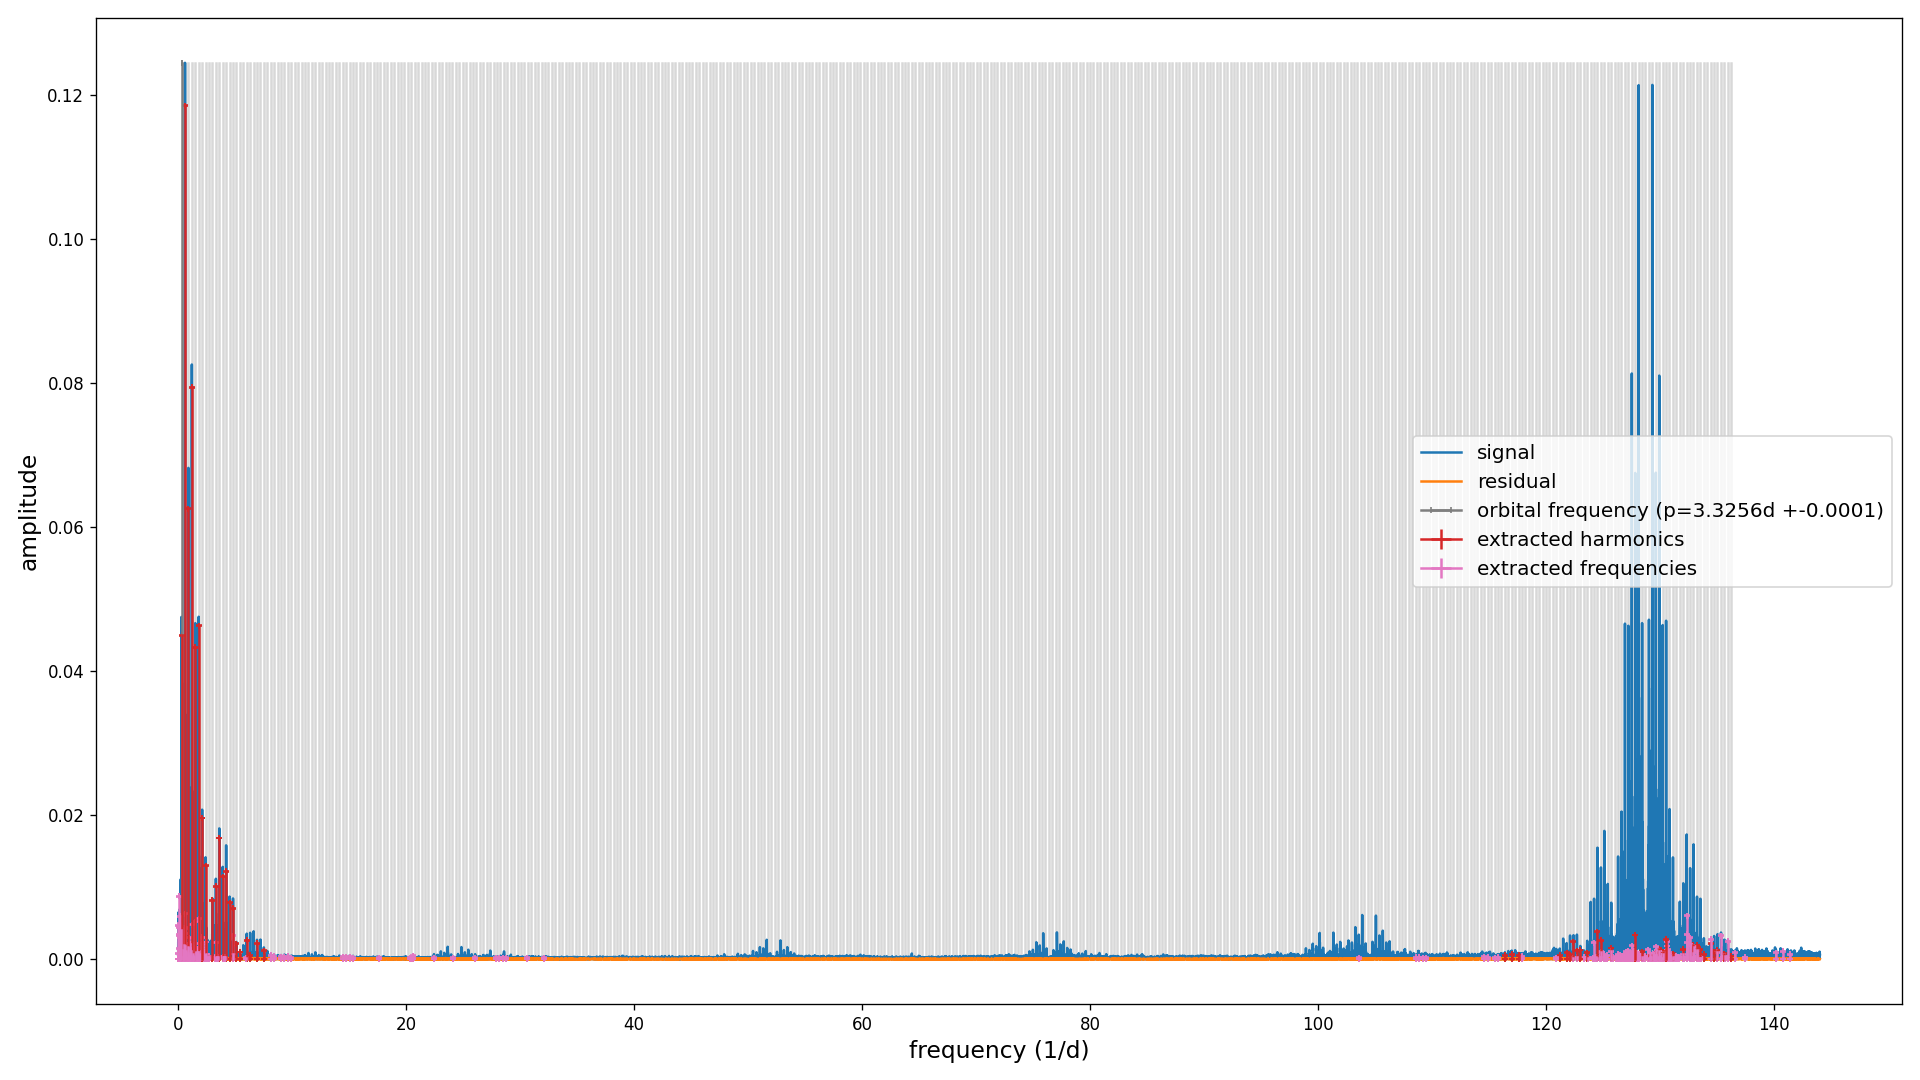 0.12
0.10
0.08
0.06
0.04
0.02
0.00
amplitude
signal
residual
orbital frequency (p=3.3256d +-0.0001)
extracted harmonics
extracted frequencies
0 20 40 60 80 100 120 140
frequency (1/d)